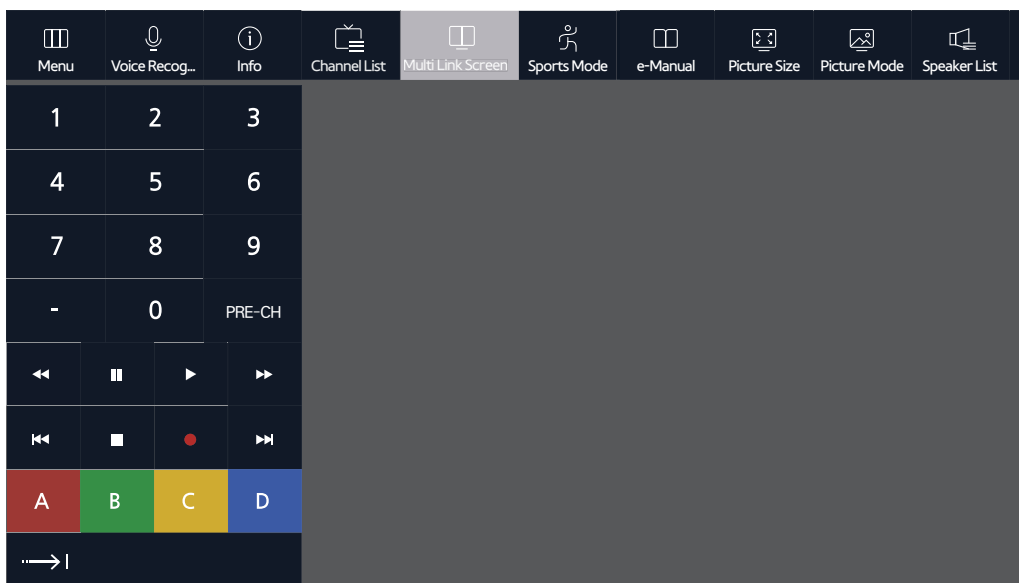 Menu Voice Recog... Info Channel List Multi Link Screen Sports Mode e-Manual Picture Size Picture Mode Speaker List
1 2 3
4 5 6
7 8 9
- 0 PRE-CH
A B C D